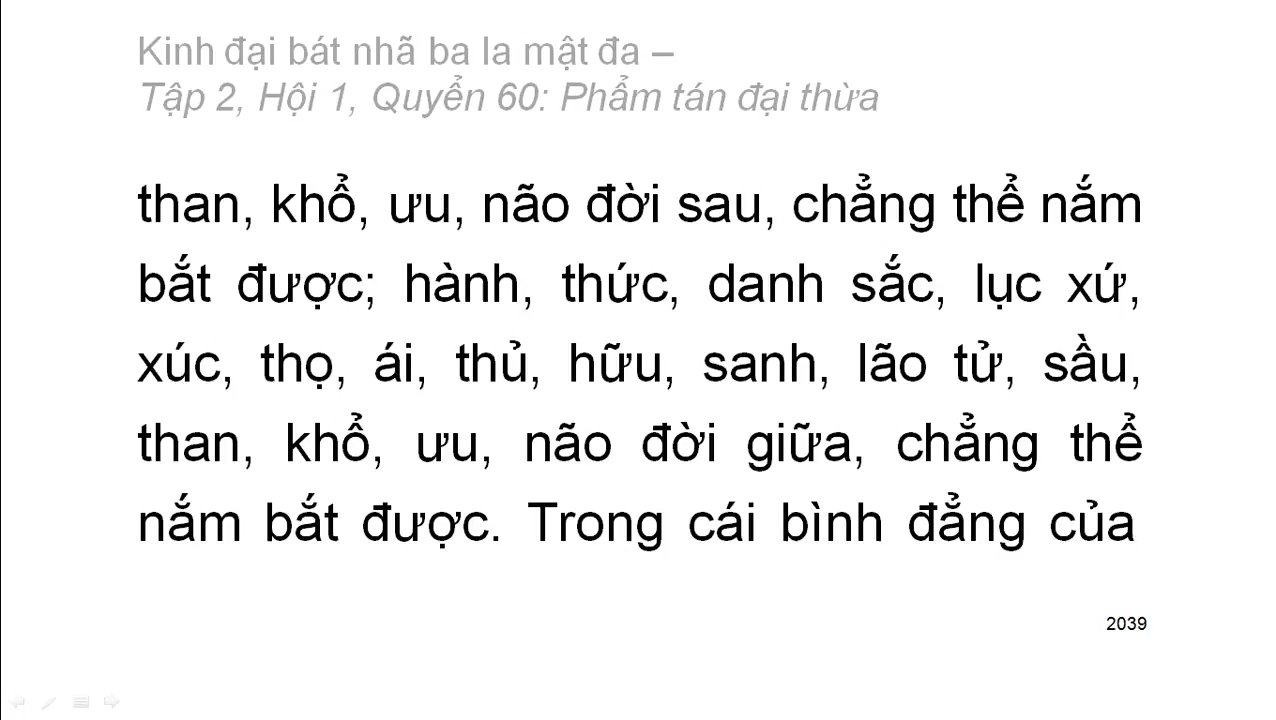 Kinh đại bát nhã ba la mật đa –
Tập 2, Hội 1, Quyển 60: Phẩm tán đại thừa
than, khổ, ưu, não đời sau, chẳng thể nắm
bắt được; hành, thức, danh sắc, lục xứ,
xúc, thọ, ái, thủ, hữu, sanh, lão tử, sầu,
than, khổ, ưu, não đời giữa, chẳng thể
nắm bắt được. Trong cái bình đẳng của
2039